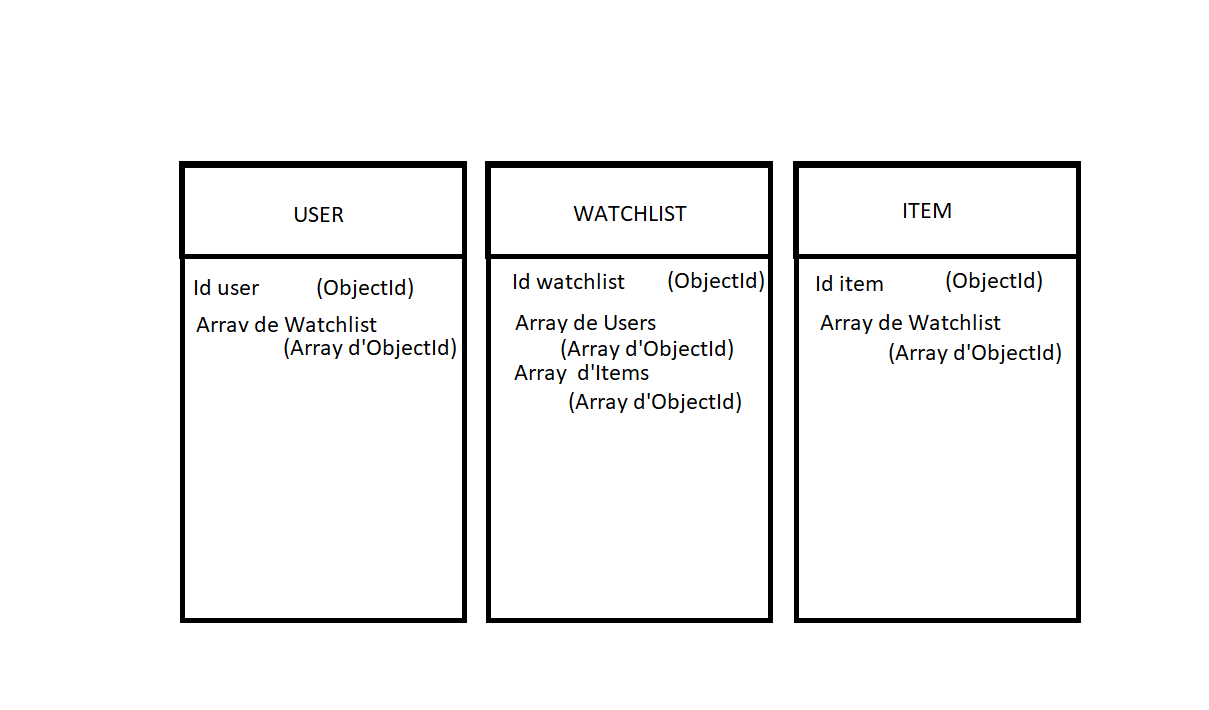 USER
Id user (ObjectId)
Arrav de Watchlist
(Array d'ObjectId)
WATCHLIST
Id watchlist (ObjectId)
Array de Users
(Array d'ObjectId)
Array d'Items
(Array d'ObjectId)
ITEM
Id item (ObjectId)
Array de Watchlist
(Array d'ObjectId)